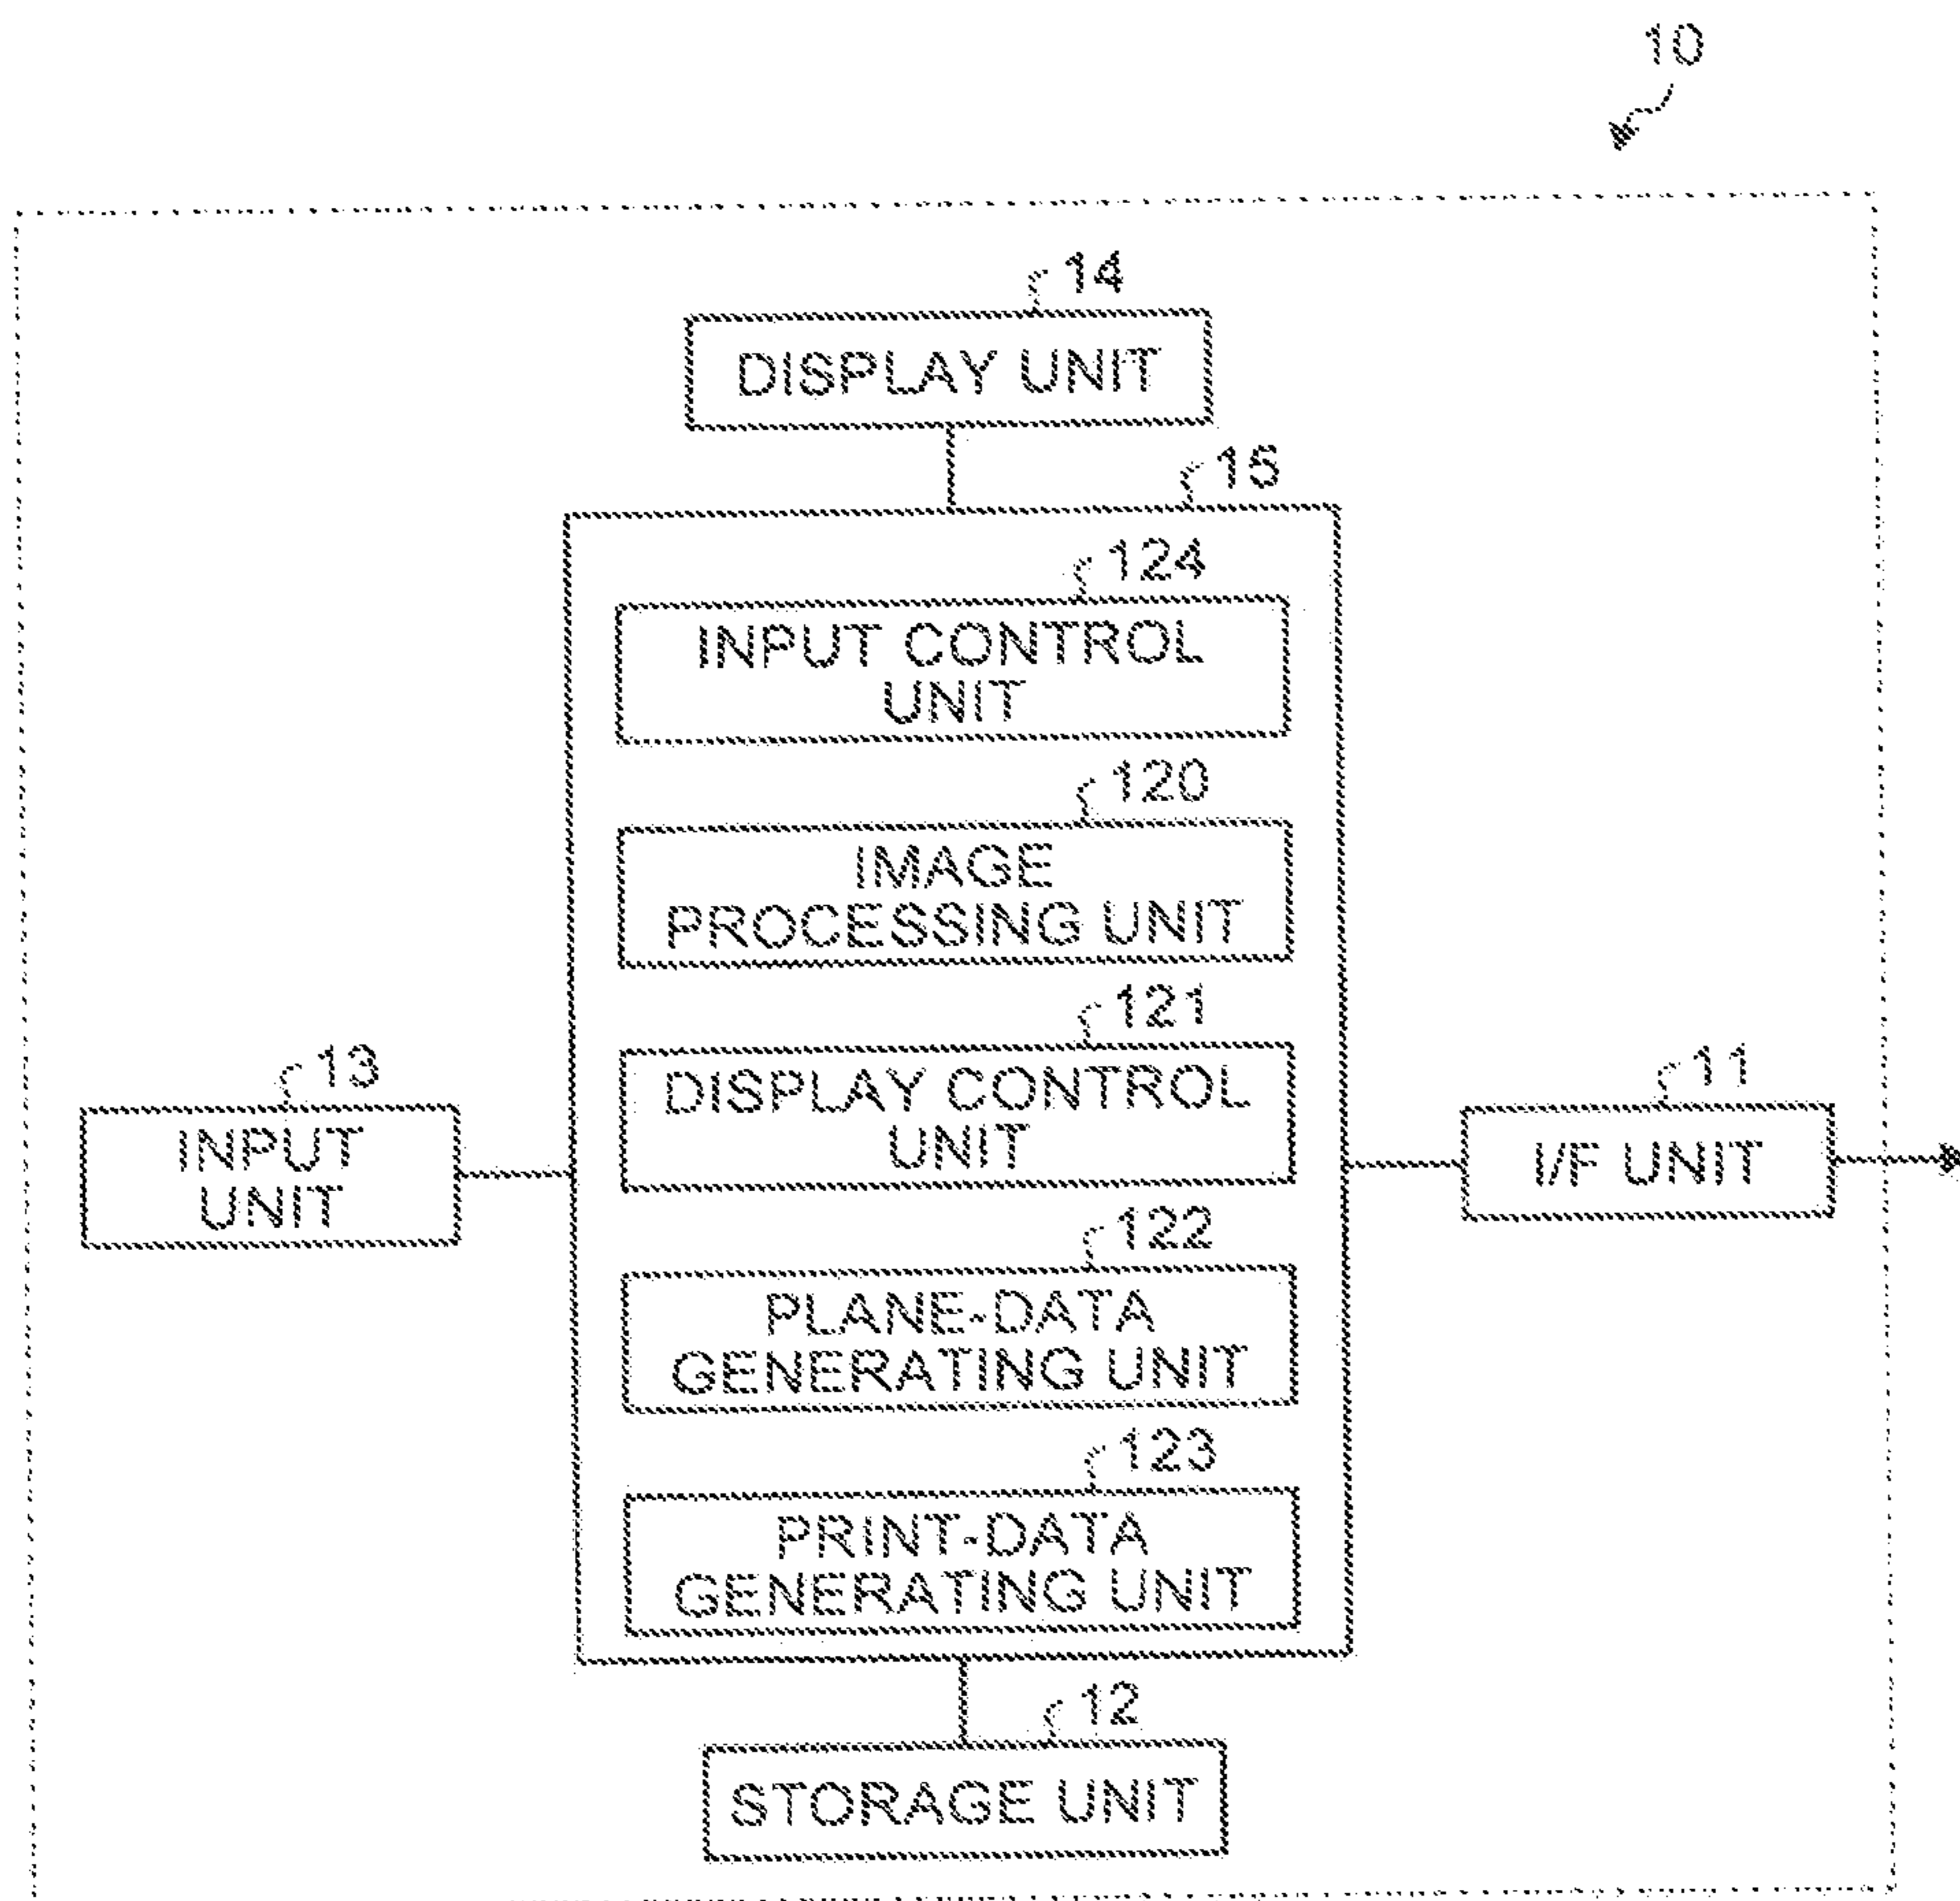 10
14
DISPLAY UNIT
15
124
INPUT CONTROL
UNIT
120
IMAGE
PROCESSING UNIT
121
DISPLAY CONTROL
UNIT
13
INPUT
UNIT
11
I/F UNIT
122
PLANE-DATA
GENERATING UNIT
123
PRINT-DATA
GENERATING UNIT
12
STORAGE UNIT